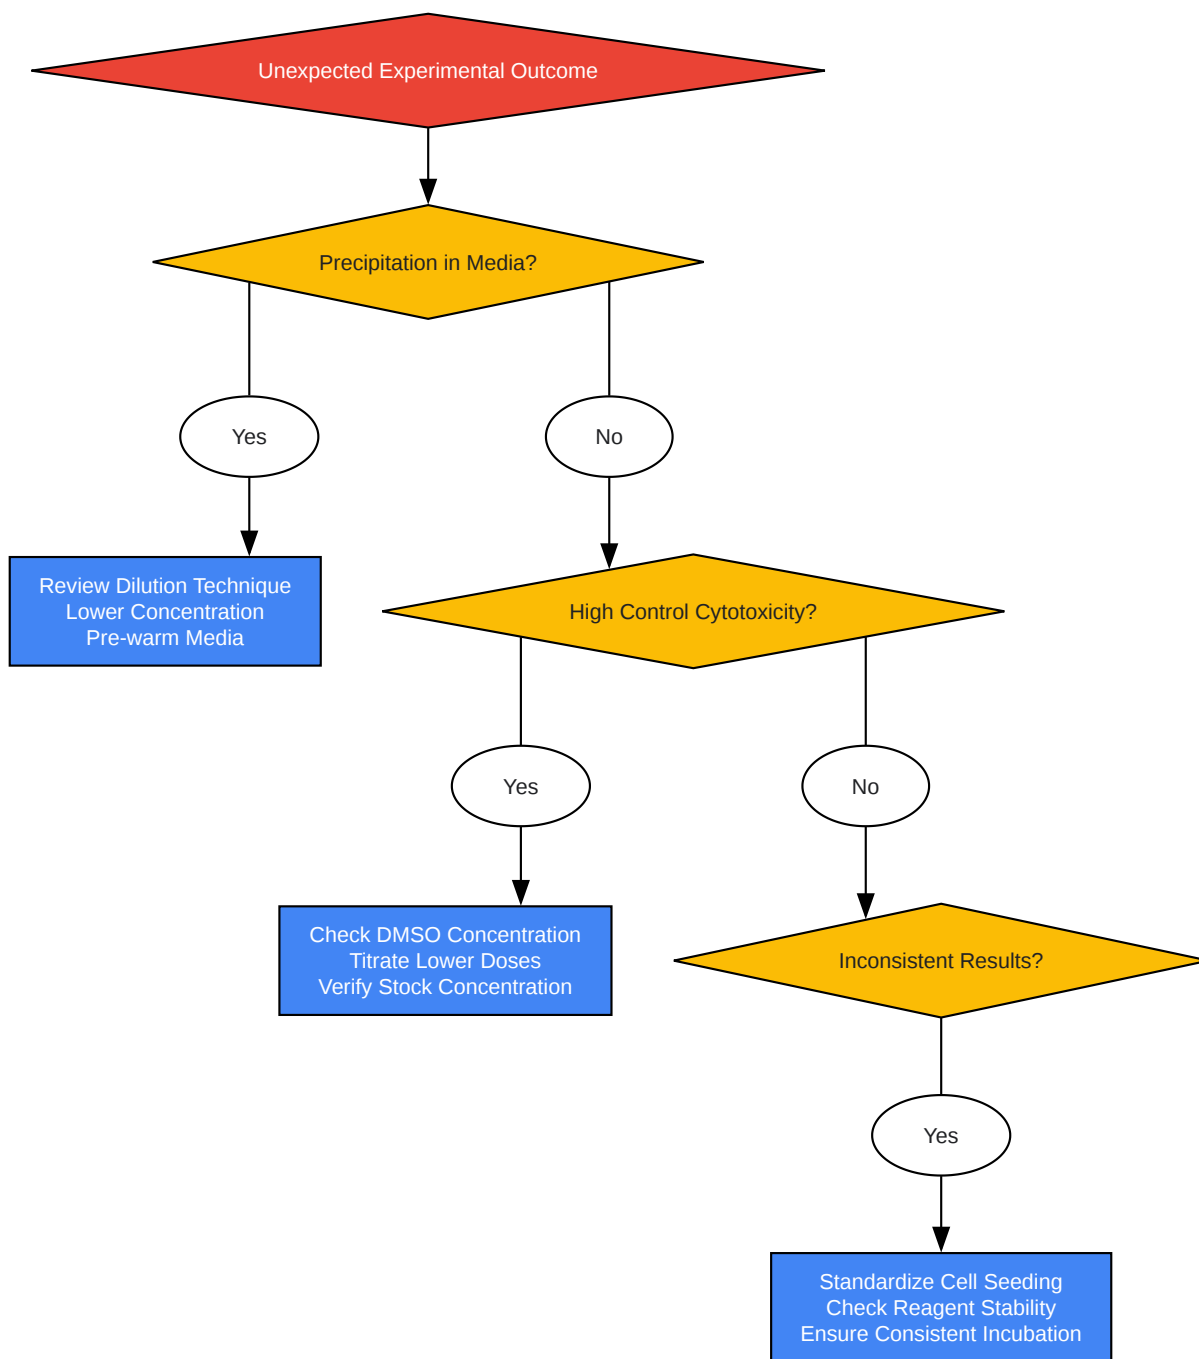 Unexpected Experimental Outcome
Precipitation in Media?
Yes
No
Review Dilution Technique
Lower Concentration
Pre-warm Media
High Control Cytotoxicity?
Yes
No
Check DMSO Concentration
Titrate Lower Doses
Verify Stock Concentration
Inconsistent Results?
Yes
Standardize Cell Seeding
Check Reagent Stability
Ensure Consistent Incubation